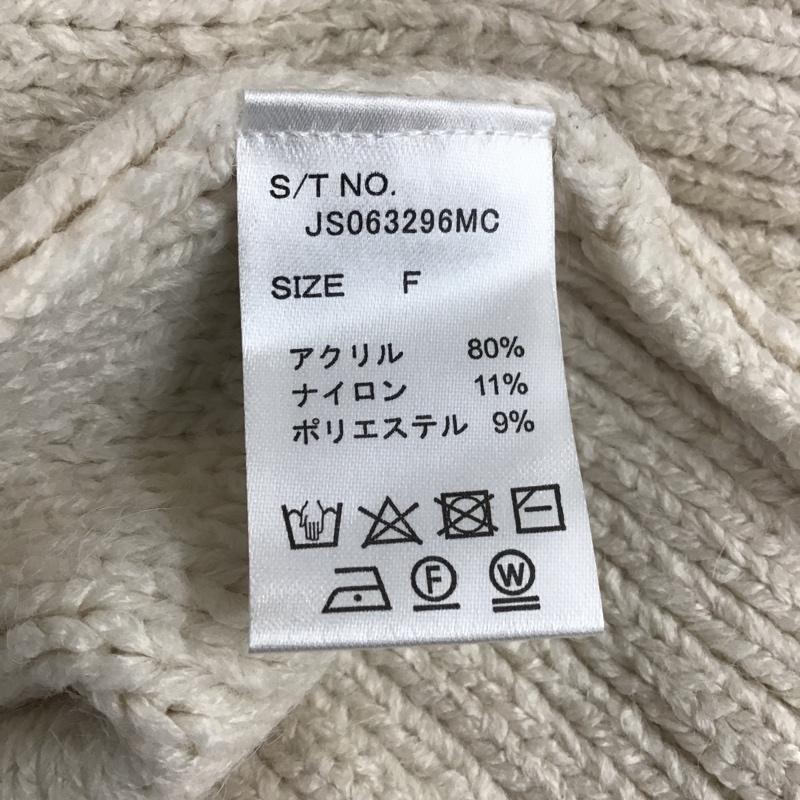 S/T NO.
JS063296MC
SIZE F
アクリル 80%
ナイロン 11%
ポリエステル 9%
F W